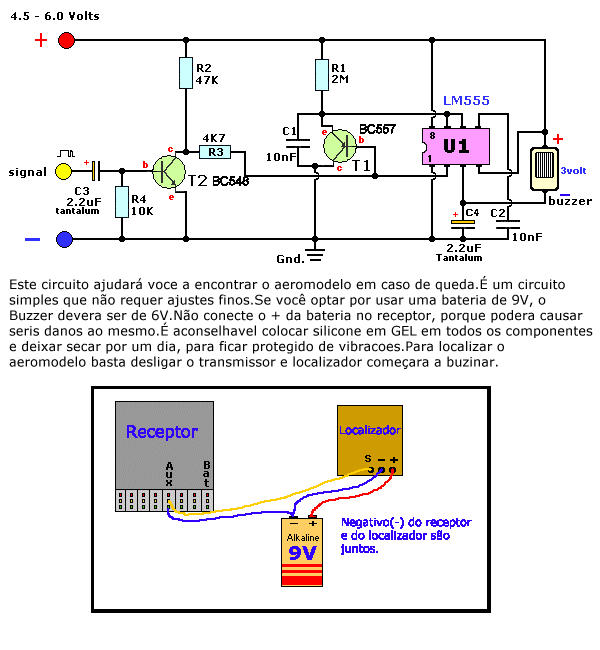 4.5 - 6.0 Volts
+
R2
47K
R1
2M
LM555
C1
10nF
BC557
e
b
c
T1
8
1
U1
+
3volt
buzzer
signal
+
C3
2.2uF
tantalum
b
c
e
4K7
R3
T2 BC548
R4
10K
+
C4
2.2uF
Tantalum
C2
10nF
Gnd.
Este circuito ajudará voce a encontrar o aeromodelo em caso de queda.É um circuito
simples que não requer ajustes finos.Se você optar por usar uma bateria de 9V, o
Buzzer devera ser de 6V.Não conecte o + da bateria no receptor, porque podera causar
seris danos ao mesmo.É aconselhavel colocar silicone em GEL em todos os componentes
e deixar secar por um dia, para ficar protegido de vibracoes.Para localizar o
aeromodelo basta desligar o transmissor e localizador começara a buzinar.
Receptor
Aux
Bat
Localizador
S - +
- +
Alkaline
9V
Negativo(-) do receptor
e do localizador são
juntos.